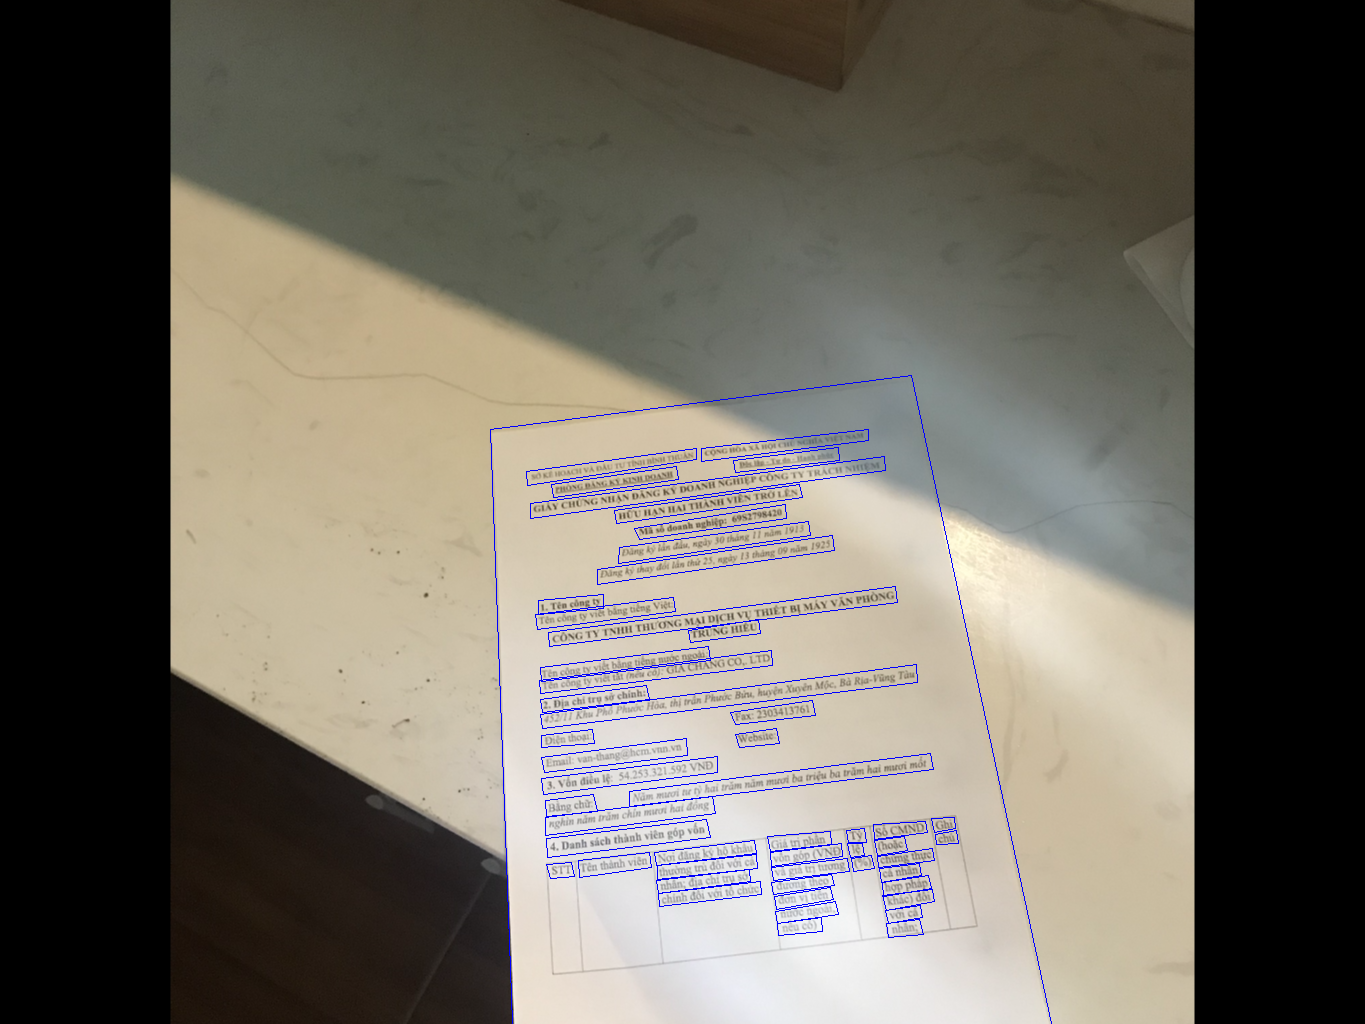 SỞ KẾ HOẠCH VÀ ĐẦU TƯ TỈNH BÌNH THUẬN
CỘNG HÒA XÃ HỘI CHỦ NGHĨA VIỆT NAM
PHÒNG ĐĂNG KÝ KINH DOANH
Độc lập - Tự do - Hạnh phúc
GIẤY CHỨNG NHẬN ĐĂNG KÝ DOANH NGHIỆP CÔNG TY TRÁCH NHIỆM
HỮU HẠN HAI THÀNH VIÊN TRỞ LÊN
Mã số doanh nghiệp: 6952798420
Đăng ký lần đầu, ngày 30 tháng 11 năm 1913
Đăng ký thay đổi lần thứ 25, ngày 13 tháng 09 năm 1925
1. Tên công ty
Tên công ty viết bằng tiếng Việt:
CÔNG TY TNHH THƯƠNG MẠI DỊCH VỤ THIẾT BỊ MÁY VĂN PHÒNG
TRUNG HIẾU
Tên công ty viết bằng tiếng nước ngoài:
Tên công ty viết tắt (nếu có): GIA CHANG CO., LTD
2. Địa chỉ trụ sở chính:
452/11 Khu Phố Phước Hòa, thị trấn Phước Bửu, huyện Xuyên Mộc, Bà Rịa-Vũng Tàu
Điện thoại:
Fax: 2303413761
Email: van-thang@hcm.vnn.vn
Website:
3. Vốn điều lệ: 54.253.321.592 VND
Bằng chữ:
Năm mươi tư tỷ hai trăm năm mươi ba triệu ba trăm hai mươi mốt
nghìn năm trăm chín mươi hai đồng
4. Danh sách thành viên góp vốn
STT
Tên thành viên
Nơi đăng ký hộ khẩu
thường trú đối với cá
nhân; địa chỉ trụ sở
chính đối với tổ chức
Giá trị phần
vốn góp (VNĐ
và giá trị tương
đương theo
đơn vị tiền
nước ngoài,
nếu có)
Tỷ
lệ
(%)
Số CMND
(hoặc
chứng thực
cá nhân
hợp pháp
khác) đối
với cá
nhân;
Ghi
chú